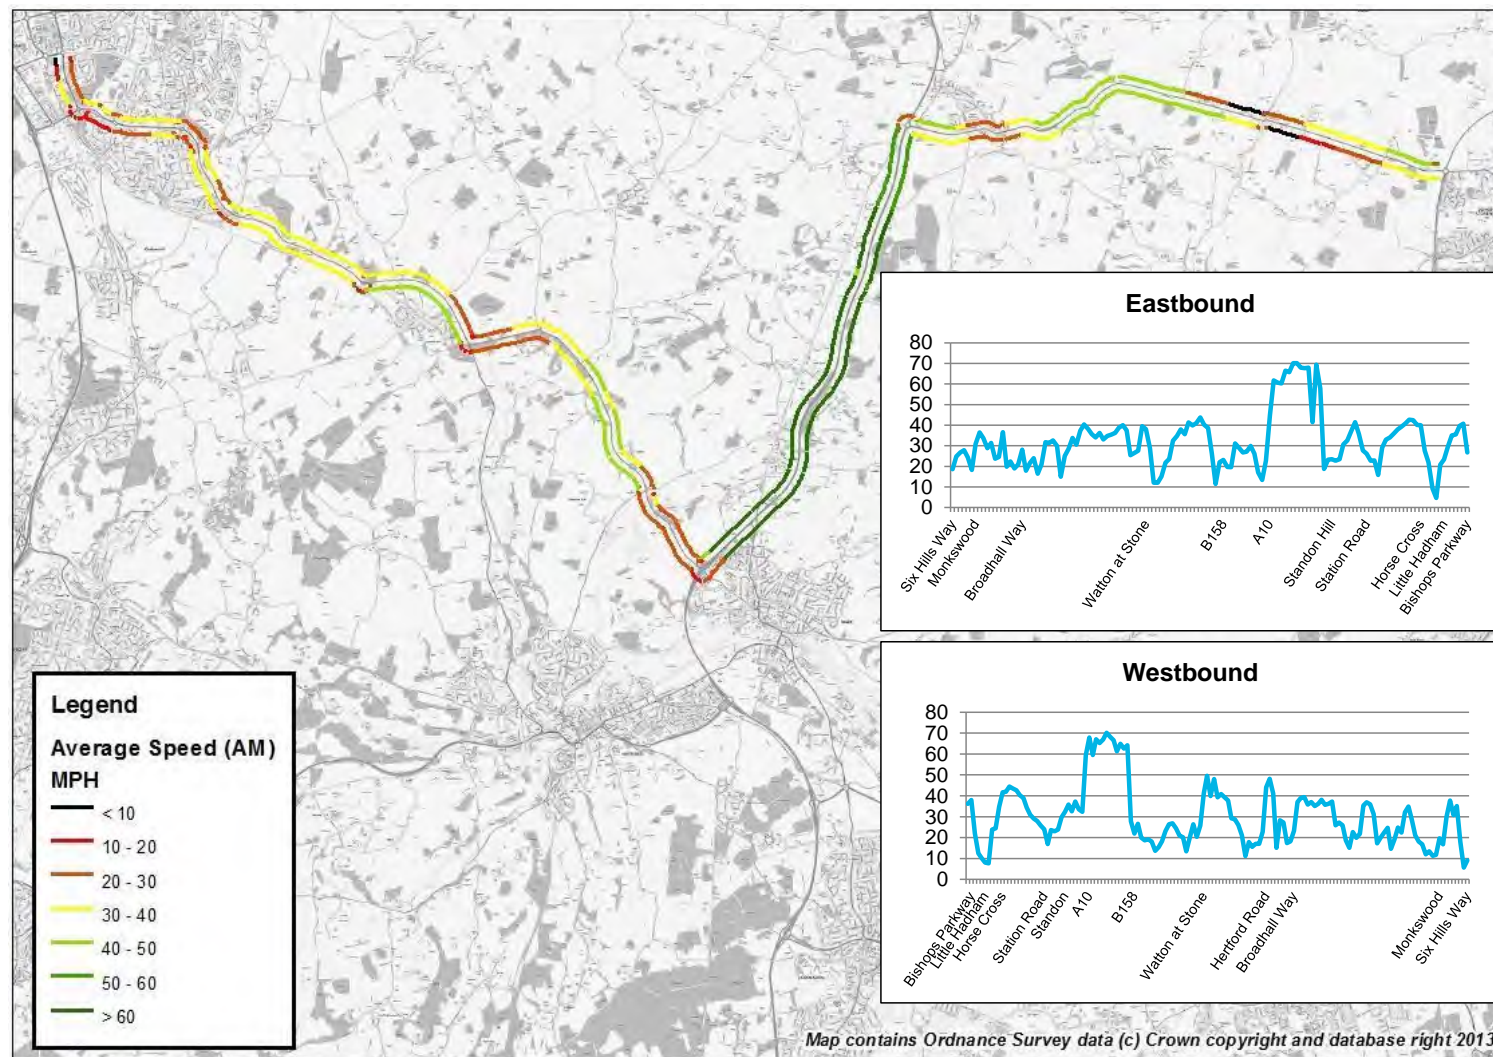 Eastbound
80
70
60
50
40
30
20
10
0
Six Hills Way
Monkswood
Broadhall Way
Watton at Stone
B158
A10
Standon Hill
Station Road
Horse Cross
Little Hadham
Bishops Parkway
Westbound
80
70
60
50
40
30
20
10
0
Bishops Parkway
Little Hadham
Horse Cross
Station Road
Standon
A10
B158
Watton at Stone
Hertford Road
Broadhall Way
Monkswood
Six Hills Way
Legend
Average Speed (AM)
MPH
< 10
10 - 20
20 - 30
30 - 40
40 - 50
50 - 60
> 60
Map contains Ordnance Survey data (c) Crown copyright and database right 2013